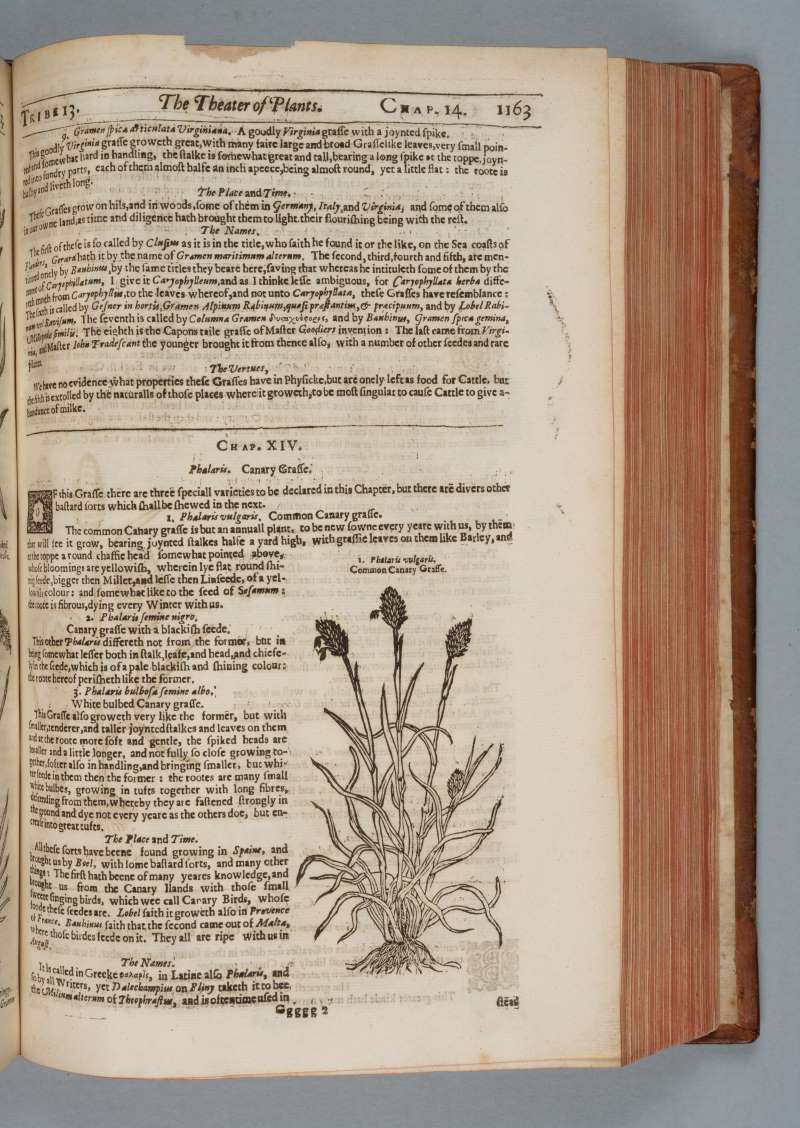 TRIBE 13. The Theater of Plants. CHAP. 14. 1163
9. Gramen spica articulata Virginiana. A goodly Virginia grasse with a joynted spike.
This goodly Virginia grasse groweth great, with many faire large and broad Grasselike leaves, very small poin-
ted and somewhat hard in handling, the stalke is somewhat great and tall, bearing a long spike at the toppe, joyn-
ted into sundry parts, each of them almost halfe an inch apeece, being almost round, yet a little flat: the roote is
bushy and liveth long.
The Place and Time.
These Grasses grow on hils, and in woods, some of them in Germany, Italy, and Virginia, and some of them also
in our owne land, as time and diligence hath brought them to light, their flourishing being with the rest.
The Names.
The first of these is so called by Clusius as it is in the title, who saith he found it or the like, on the Sea coasts of
Flanders, Gerard hath it by the name of Gramen maritimum alterum. The second, third, fourth and fifth, are men-
tioned onely by Bauhinus, by the same titles they beare here, saving that whereas he intituleth some of them by the
name of Caryophyllatum, I give it Caryophylleum, and as I thinke lesse ambiguous, for Caryophyllata herba diffe-
reth much from Caryophyllus, to the leaves whereof, and not unto Caryophyllata, these Grasses have resemblance:
The sixth is called by Gesner in hortis, Gramen Alpinum Rabinum, quasi præstantius, & præcipuum, and by Lobel Rabi-
num vel Ravisum. The seventh is called by Columna Gramen, and by Bauhinus, Gramen spica gemina,
similis. The eighth is the Capons taile grasse of Master Goodiers invention: The last came from Virgi-
nia, and Master Iohn Tradescant the younger brought it from thence also, with a number of other seedes and rare
plants.
The Vertues,
We have no evidence what properties these Grasses have in Physicke, but are onely left as food for Cattle, but
the sixth is extolled by the naturalls of those places where it groweth, to be most singular to cause Cattle to give a-
bundance of milke.
CHAP. XIV.
Phalaris. Canary Grasse.
OF this Grasse there are three speciall varieties to be declared in this Chapter, but there are divers other
bastard sorts which shall be shewed in the next.
1. Phalaris vulgaris. Common Canary grasse.
The common Canary grasse is but an annuall plant, to be new sowne every yeare with us, by them
that will see it grow, bearing joynted stalkes halfe a yard high, with grassie leaves on them like Barley, and
at the toppe a round chaffie head somewhat pointed above,
whose bloomings are yellowish, wherein lye flat round shi-
ning seede, bigger then Millet, and lesse then Linseede, of a yel-
lowish colour: and somewhat like to the seed of Sesamum:
the roote is fibrous, dying every Winter with us.
2. Phalaris semine nigro.
Canary grasse with a blackish seede.
This other Phalaris differeth not from the former, but in
being somewhat lesser both in stalk, leafe, and head, and chiefe-
ly in the seede, which is of a pale blackish and shining colour:
the roote hereof perisheth like the former.
3. Phalaris bulbosa semine albo.
White bulbed Canary grasse.
This Grasse also groweth very like the former, but with
smaller, tenderer, and taller joynted stalkes and leaves on them
and at the roote more soft and gentle, the spiked heads are
smaller and a little longer, and not fully so close growing to-
gether, softer also in handling, and bringing smaller, but whi-
ter seede in them then the former: the rootes are many small
white bulbes, growing in tufts together with long fibres,
descending from them, whereby they are fastened strongly in
the ground and dye not every yeare as the others doe, but en-
crease into great tufts.
The Place and Time.
All these sorts have beene found growing in Spaine, and
brought us by Boel, with some bastard sorts, and many other
things: The first hath beene of many yeares knowledge, and
brought us from the Canary Ilands with those small
sweete singing birds, which wee call Canary Birds, whose
foode these seedes are. Lobel saith it groweth also in Provence
of France. Bauhinus saith that the second came out of Malta,
where those birdes feede on it. They all are ripe with us in
August.
The Names.
It is called in Greeke φαλαρις, in Latine also Phalaris, and
so by all Writers, yet Dalechampius on Pliny taketh it to bee
the Milium alterum of Theophrastus, and is oftentime used in
Ggggg 2
stead
1. Phalaris vulgaris.
Common Canary Grasse.